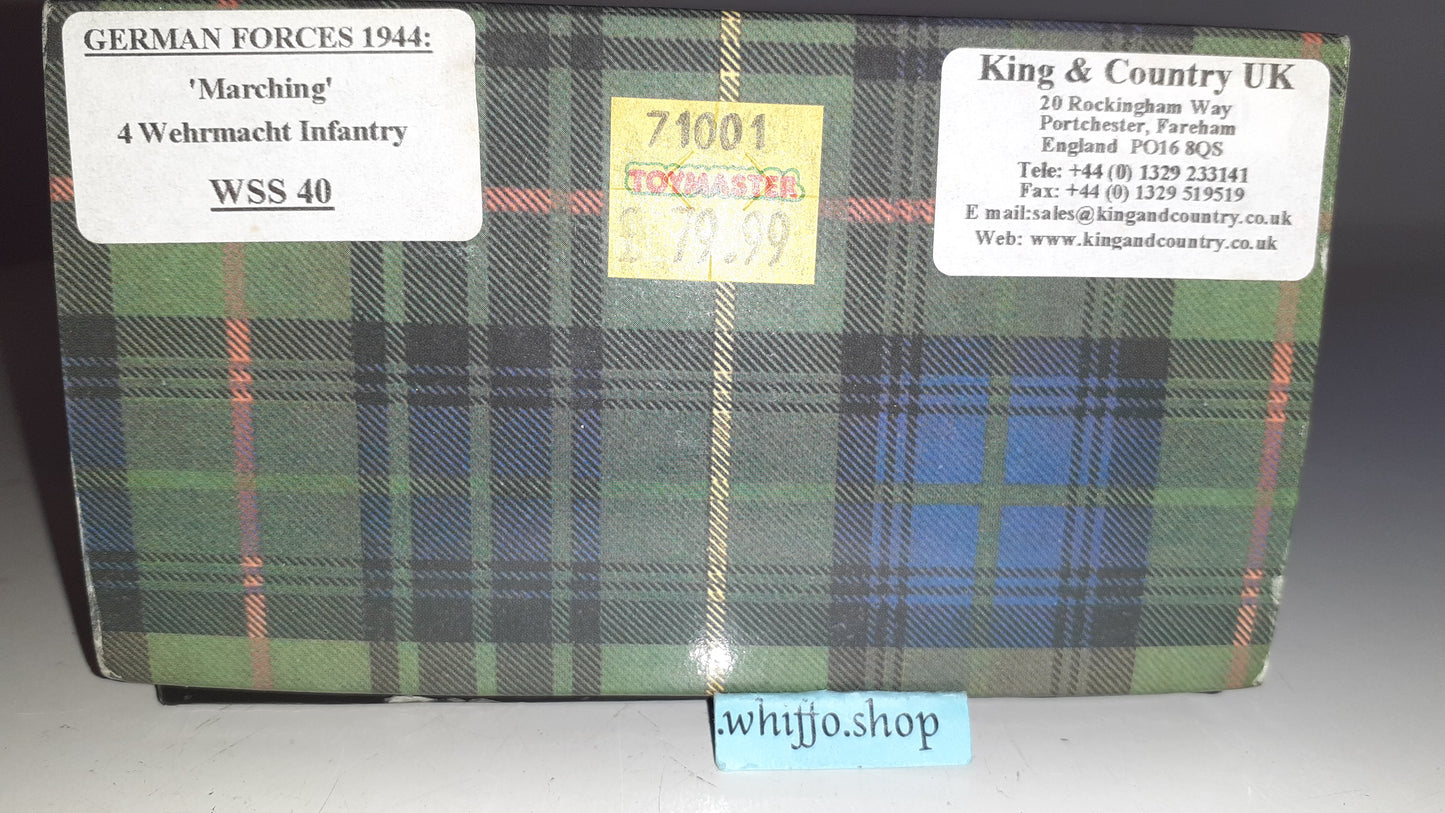 GERMAN FORCES 1944:
'Marching'
4 Wehrmacht Infantry
WSS 40
71001
TOYMASTER
£ 79.99
King & Country UK
20 Rockingham Way
Portchester, Fareham
England PO16 8QS
Tele: +44 (0) 1329 233141
Fax: +44 (0) 1329 519519
E mail:sales@kingandcountry.co.uk
Web: www.kingandcountry.co.uk
.whiffo.shop